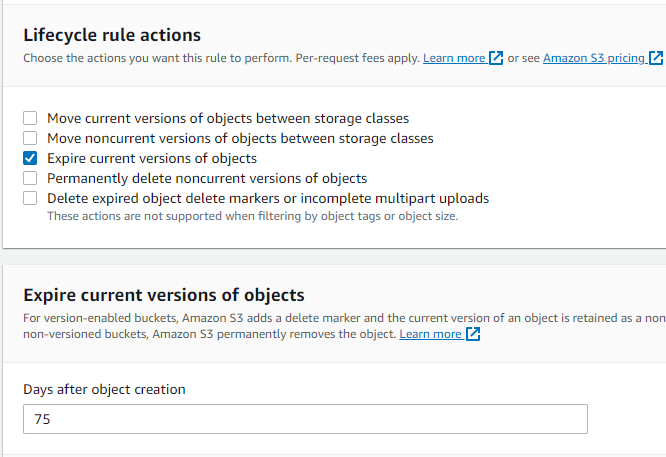 Lifecycle rule actions
Choose the actions you want this rule to perform. Per-request fees apply. Learn more or see Amazon S3 pricing
Move current versions of objects between storage classes
Move noncurrent versions of objects between storage classes
Expire current versions of objects
Permanently delete noncurrent versions of objects
Delete expired object delete markers or incomplete multipart uploads
These actions are not supported when filtering by object tags or object size.
Expire current versions of objects
For version-enabled buckets, Amazon S3 adds a delete marker and the current version of an object is retained as a non
non-versioned buckets, Amazon S3 permanently removes the object. Learn more
Days after object creation
75